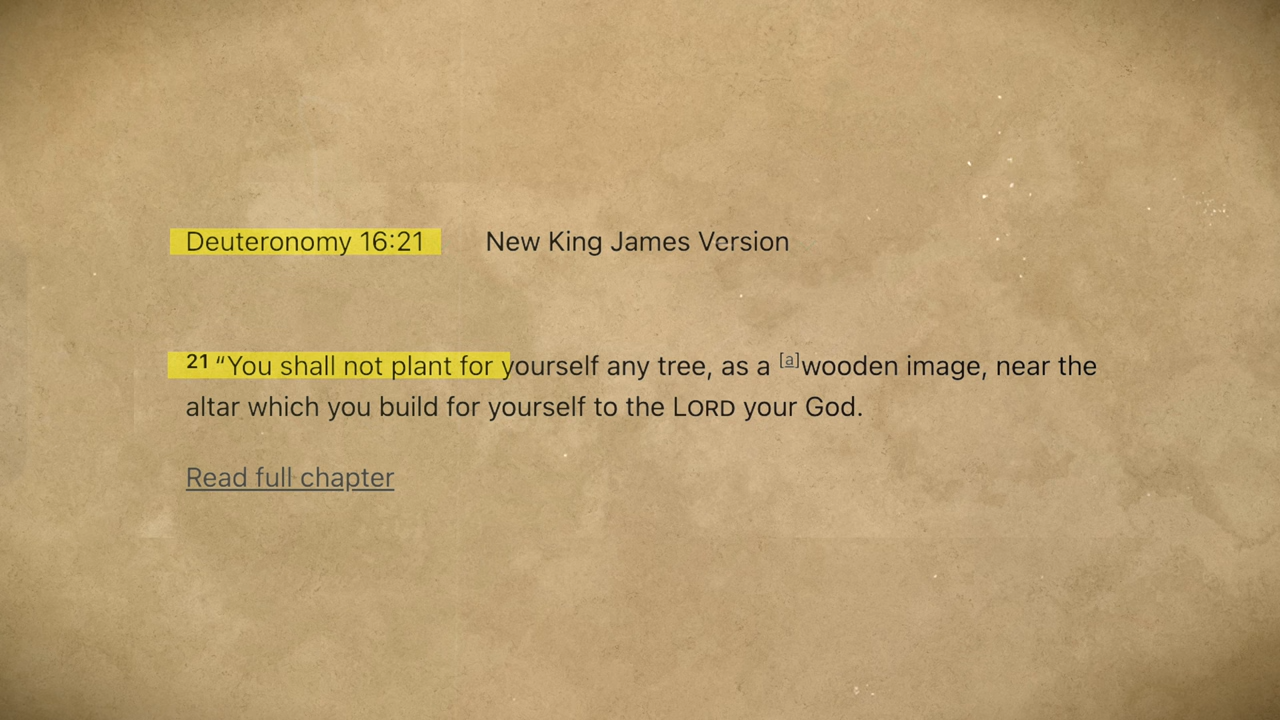 Deuteronomy 16:21 New King James Version
21 “You shall not plant for yourself any tree, as a [a]wooden image, near the
altar which you build for yourself to the LORD your God.
Read full chapter